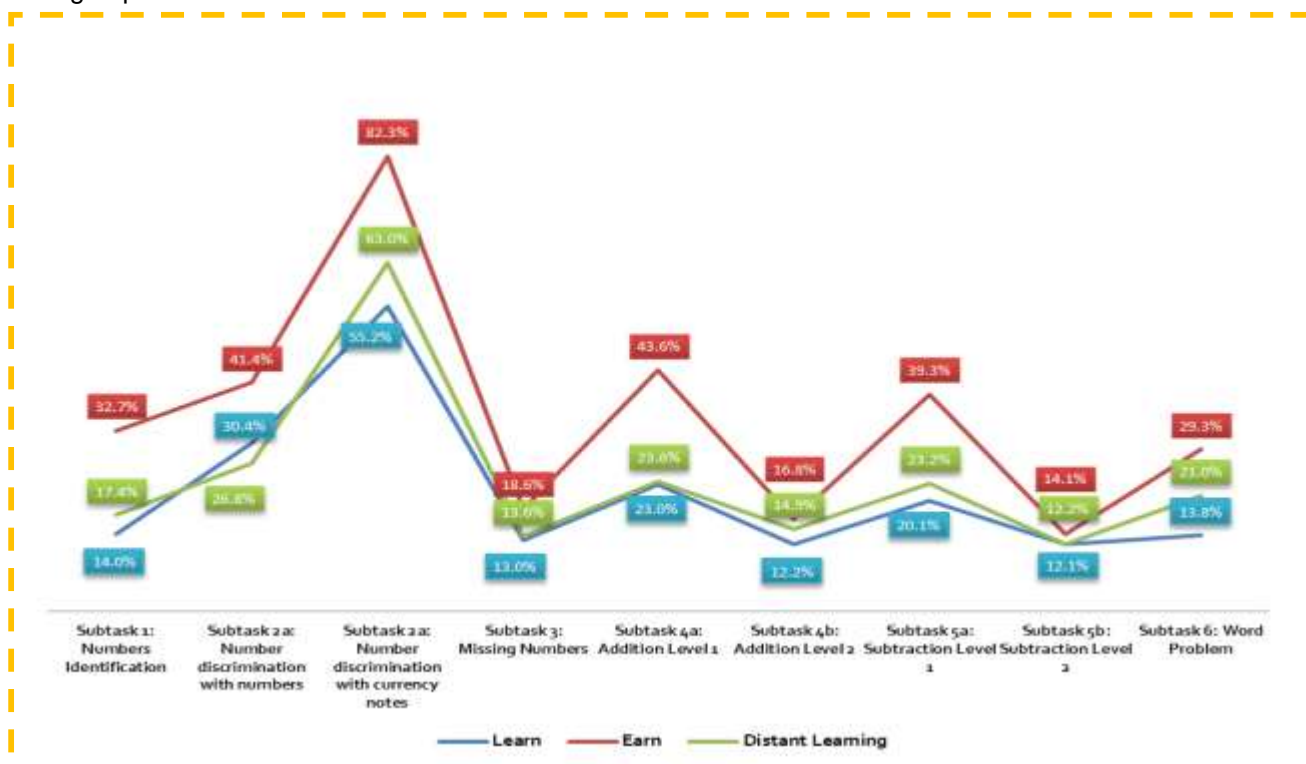 82.3%
63.0%
55.2%
41.4%
43.6%
39.3%
32.7%
30.4%
29.3%
17.4%
26.8%
18.6%
13.6%
23.2%
16.8%
14.9%
14.1%
12.2%
21.0%
14.0%
13.0%
23.0%
12.2%
20.1%
12.1%
13.8%
Subtask 1:
Numbers
Identification
Subtask 2a:
Number
discrimination
with numbers
Subtask 2a:
Number
discrimination
with currency
notes
Subtask 3:
Missing Numbers
Subtask 4a:
Addition Level 1
Subtask 4b:
Addition Level 2
Subtask 5a:
Subtraction Level
1
Subtask 5b:
Subtraction Level
2
Subtask 6: Word
Problem
Learn
Earn
Distant Learning